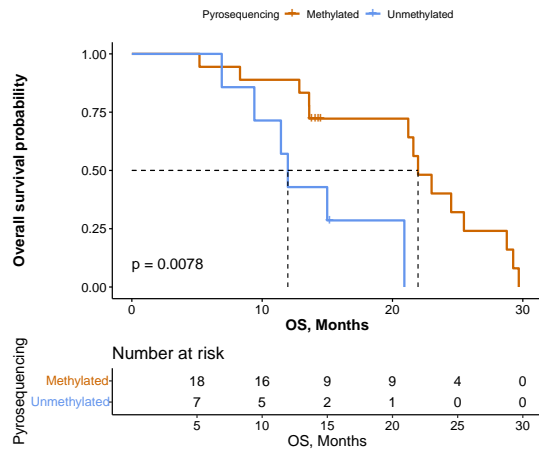 Pyrosequencing Methylated Unmethylated
Overall survival probability
1.00
0.75
0.50
0.25
0.00
p = 0.0078
0 10 20 30
OS, Months
Number at risk
Pyrosequencing
Methylated 18 16 9 9 4 0
Unmethylated 7 5 2 1 0 0
5 10 15 20 25 30
OS, Months